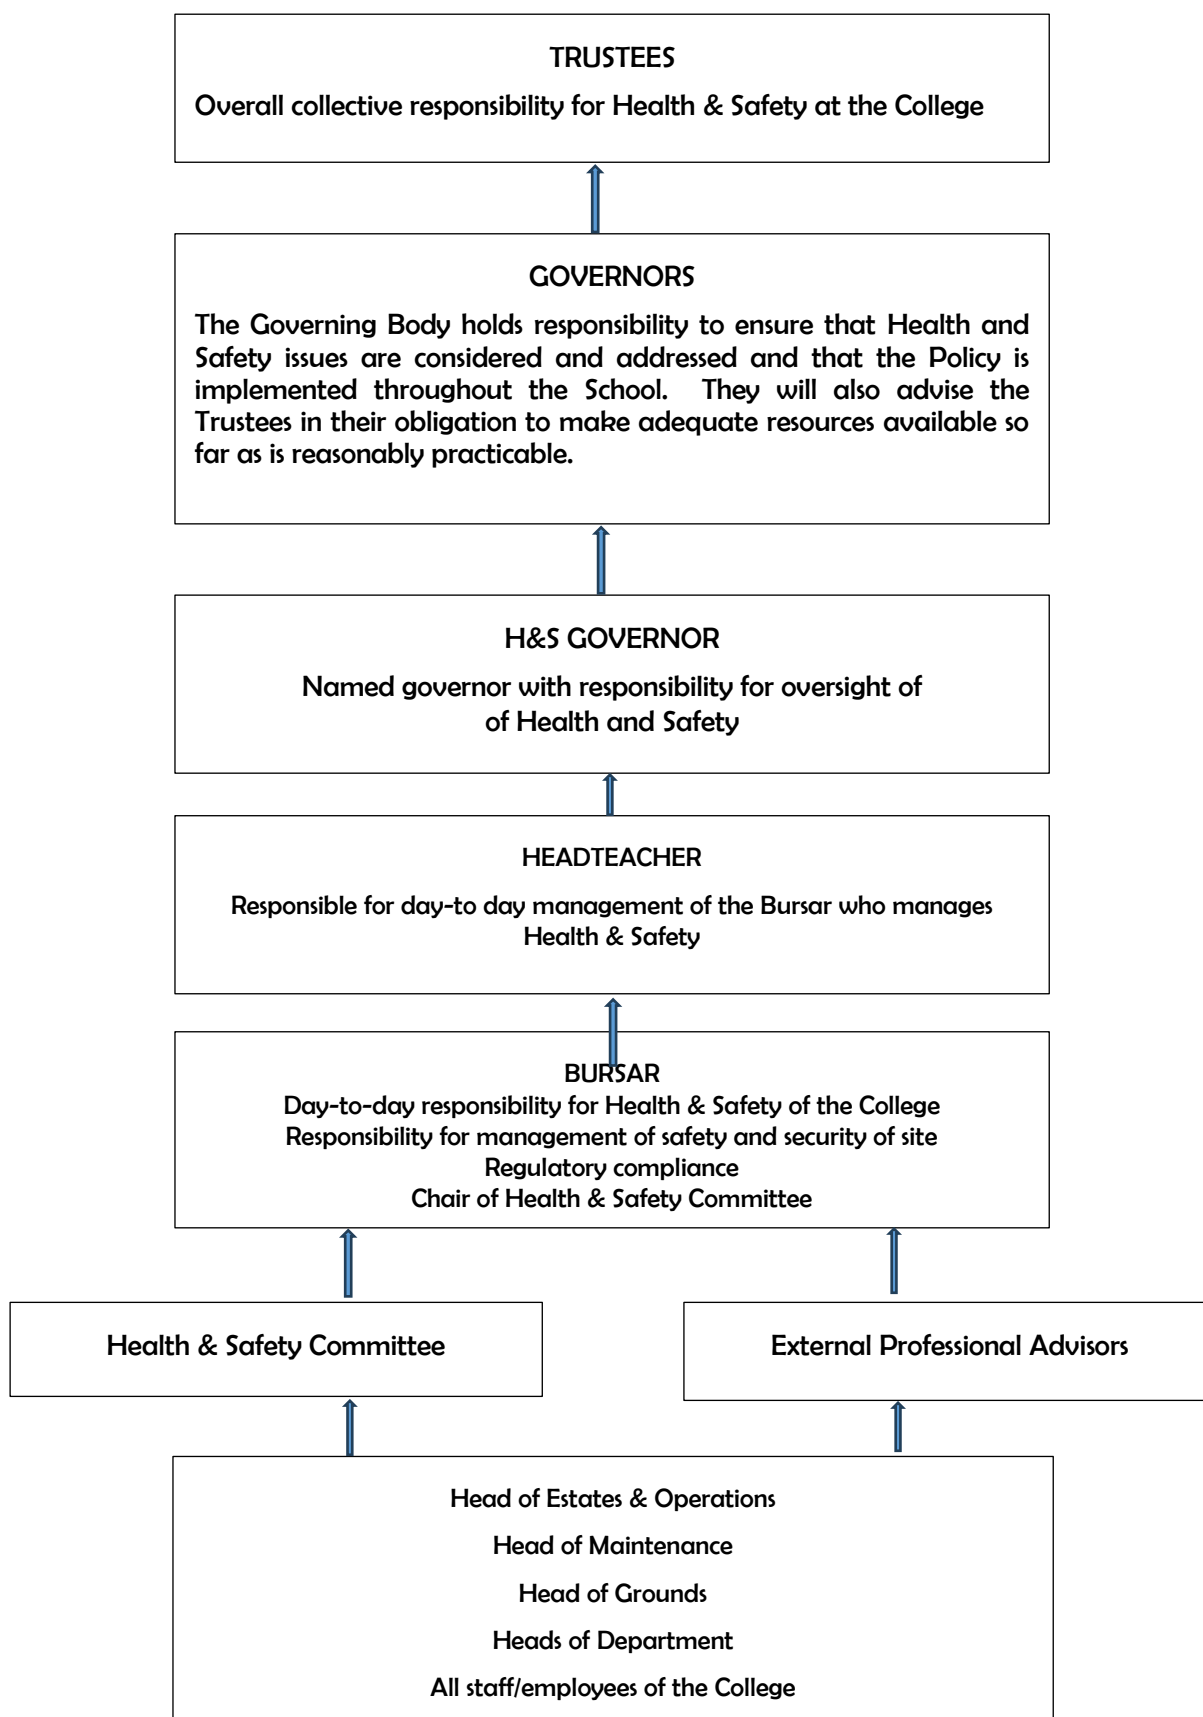 TRUSTEES
Overall collective responsibility for Health & Safety at the College
GOVERNORS
The Governing Body holds responsibility to ensure that Health and
Safety issues are considered and addressed and that the Policy is
implemented throughout the School. They will also advise the
Trustees in their obligation to make adequate resources available so
far as is reasonably practicable.
H&S GOVERNOR
Named governor with responsibility for oversight of
of Health and Safety
HEADTEACHER
Responsible for day-to day management of the Bursar who manages
Health & Safety
BURSAR
Day-to-day responsibility for Health & Safety of the College
Responsibility for management of safety and security of site
Regulatory compliance
Chair of Health & Safety Committee
Health & Safety Committee
External Professional Advisors
Head of Estates & Operations
Head of Maintenance
Head of Grounds
Heads of Department
All staff/employees of the College